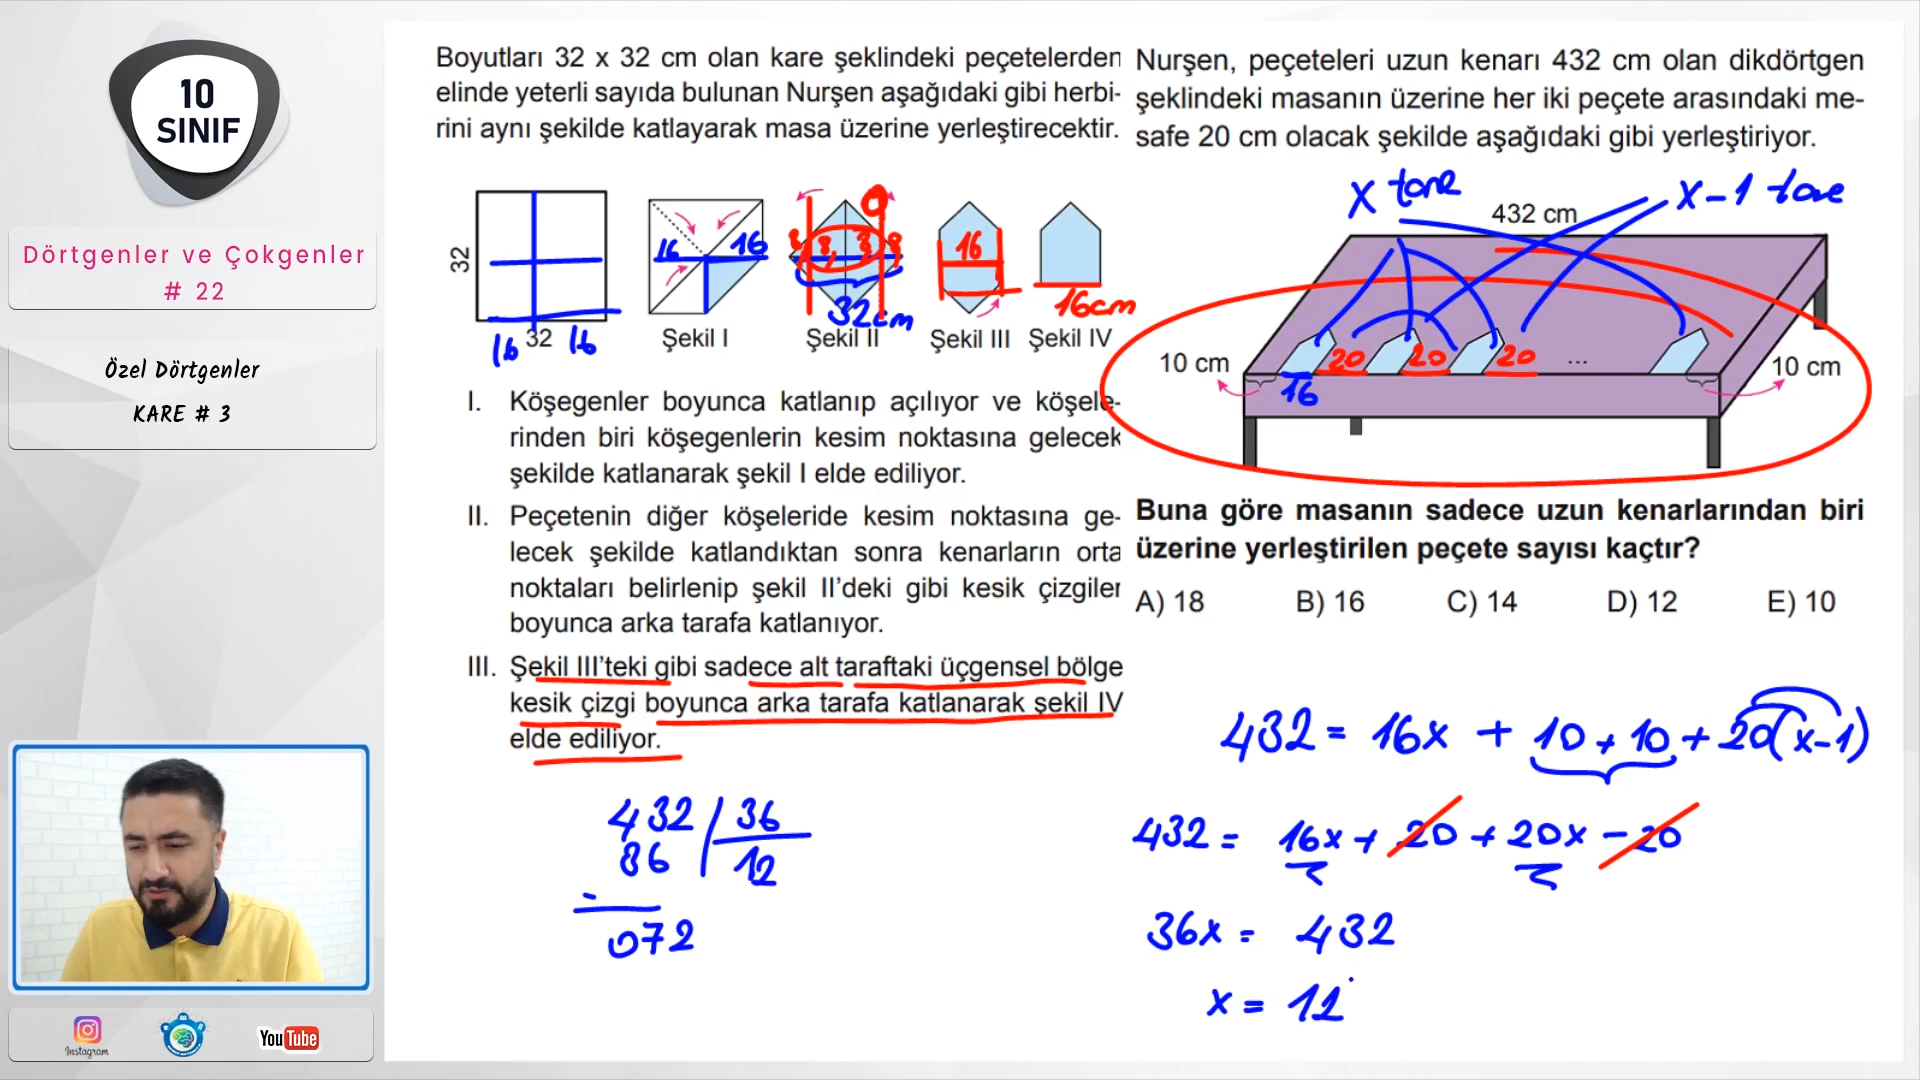 10
SINIF
Dörtgenler ve Çokgenler
# 22
Özel Dörtgenler
KARE # 3
Instagram
YouTube
Boyutları 32 x 32 cm olan kare şeklindeki peçetelerden
elinde yeterli sayıda bulunan Nurşen aşağıdaki gibi herbi-
rini aynı şekilde katlayarak masa üzerine yerleştirecektir.
32
32
16
16
16
16
8
8
8
8
32cm
16
16cm
Şekil I
Şekil II
Şekil III
Şekil IV
I. Köşegenler boyunca katlanıp açılıyor ve köşele-
rinden biri köşegenlerin kesim noktasına gelecek
şekilde katlanarak şekil I elde ediliyor.
II. Peçetenin diğer köşeleride kesim noktasına ge-
lecek şekilde katlandıktan sonra kenarların orta
noktaları belirlenip şekil II'deki gibi kesik çizgiler
boyunca arka tarafa katlanıyor.
III. Şekil III'teki gibi sadece alt taraftaki üçgensel bölge
kesik çizgi boyunca arka tarafa katlanarak şekil IV
elde ediliyor.
432 36
86 12
-
072
Nurşen, peçeteleri uzun kenarı 432 cm olan dikdörtgen
şeklindeki masanın üzerine her iki peçete arasındaki me-
safe 20 cm olacak şekilde aşağıdaki gibi yerleştiriyor.
x tane
x-1 tane
432 cm
10 cm
20
20
20
...
10 cm
16
Buna göre masanın sadece uzun kenarlarından biri
üzerine yerleştirilen peçete sayısı kaçtır?
A) 18 B) 16 C) 14 D) 12 E) 10
432 = 16x + 10 + 10 + 20(x-1)
432 = 16x + 20 + 20x - 20
36x = 432
x = 12